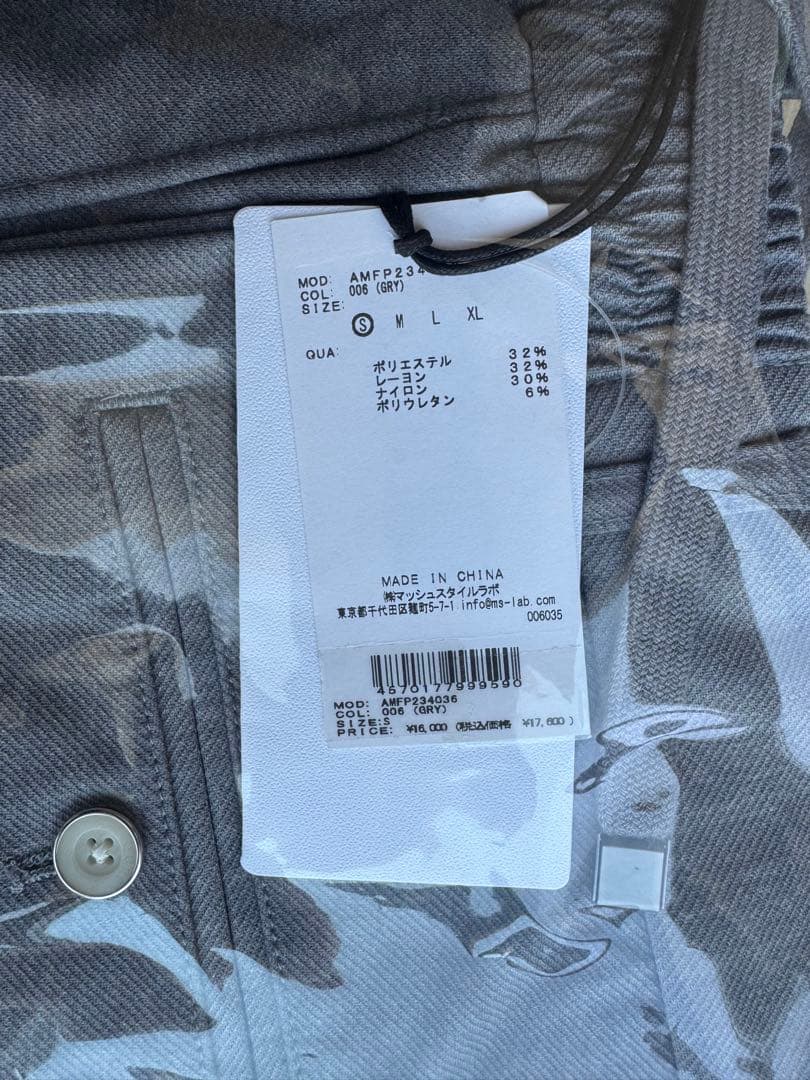 MOD: AMFP234
COL: 006 (GRY)
SIZE:
S M L XL
QUA:
ポリエステル 32%
レーヨン 32%
ナイロン 30%
ポリウレタン 6%
MADE IN CHINA
㈱マッシュスタイルラボ
東京都千代田区麹町5-7-1 info@ms-lab.com
006035
4570177999590
MOD: AMFP234036
COL: 006 (GRY)
SIZE:S
PRICE: ¥16,000 (税込価格 ¥17,600)